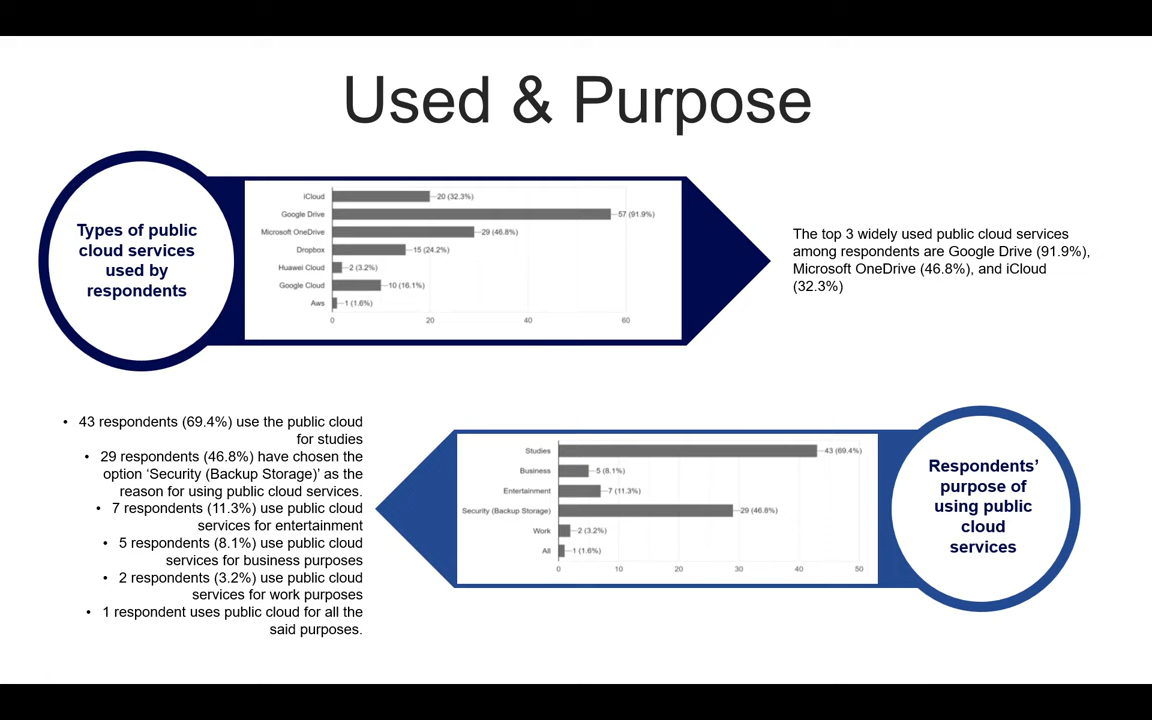 Used & Purpose
Types of public
cloud services
used by
respondents
iCloud 20 (32.3%)
Google Drive 57 (91.9%)
Microsoft OneDrive 29 (46.8%)
Dropbox 15 (24.2%)
Huawei Cloud 2 (3.2%)
Google Cloud 10 (16.1%)
Aws 1 (1.6%)
0 20 40 60
The top 3 widely used public cloud services
among respondents are Google Drive (91.9%),
Microsoft OneDrive (46.8%), and iCloud
(32.3%)
• 43 respondents (69.4%) use the public cloud
for studies
• 29 respondents (46.8%) have chosen the
option ‘Security (Backup Storage)’ as the
reason for using public cloud services.
• 7 respondents (11.3%) use public cloud
services for entertainment
• 5 respondents (8.1%) use public cloud
services for business purposes
• 2 respondents (3.2%) use public cloud
services for work purposes
• 1 respondent uses public cloud for all the
said purposes.
Studies 43 (69.4%)
Business 5 (8.1%)
Entertainment 7 (11.3%)
Security (Backup Storage) 29 (46.8%)
Work 2 (3.2%)
All 1 (1.6%)
0 10 20 30 40 50
Respondents’
purpose of
using public
cloud
services